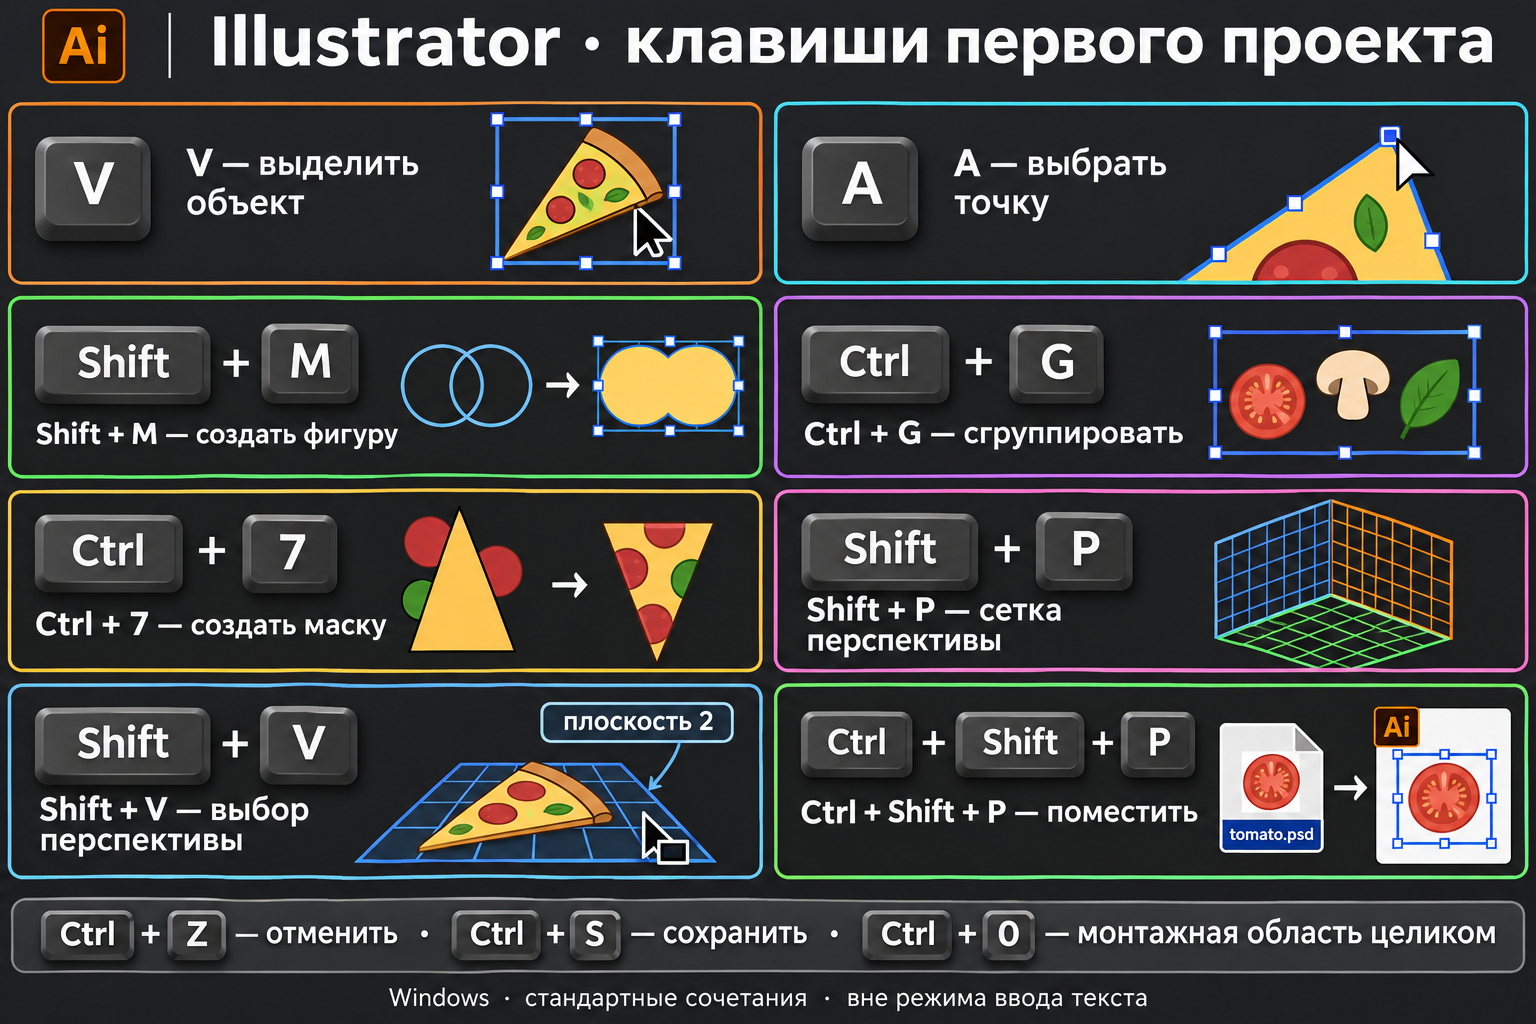 Ai
Illustrator · клавиши первого проекта
V
V — выделить
объект
A
A — выбрать
точку
Shift + M
Shift + M — создать фигуру
→
Ctrl + G
Ctrl + G — сгруппировать
Ctrl + 7
Ctrl + 7 — создать маску
→
Shift + P
Shift + P — сетка
перспективы
Shift + V
Shift + V — выбор
перспективы
плоскость 2
Ctrl + Shift + P
Ctrl + Shift + P — поместить
tomato.psd
→
Ai
Ctrl + Z — отменить · Ctrl + S — сохранить · Ctrl + 0 — монтажная область целиком
Windows · стандартные сочетания · вне режима ввода текста